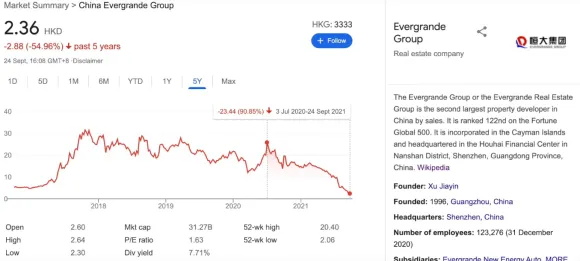 Market Summary > China Evergrande Group
2.36 HKD
HKG: 3333
-2.88 (-54.96%) past 5 years
+ Follow
24 Sept, 16:08 GMT+8 · Disclaimer
1D 5D 1M 6M YTD 1Y 5Y Max
-23.44 (90.85%) 3 Jul 2020-24 Sept 2021
40
30
20
10
0
2018 2019 2020 2021
Open 2.60 Mkt cap 31.27B 52-wk high 20.40
High 2.64 P/E ratio 1.63 52-wk low 2.06
Low 2.30 Div yield 7.71%
Evergrande
Group
Real estate company
恒大集团
EVERGRANDE GROUP
The Evergrande Group or the Evergrande Real Estate
Group is the second largest property developer in
China by sales. It is ranked 122nd on the Fortune
Global 500. It is incorporated in the Cayman Islands
and headquartered in the Houhai Financial Center in
Nanshan District, Shenzhen, Guangdong Province,
China. Wikipedia
Founder: Xu Jiayin
Founded: 1996, Guangzhou, China
Headquarters: Shenzhen, China
Number of employees: 123,276 (31 December
2020)
Subsidiaries: Evergrande New Energy Auto, MORE